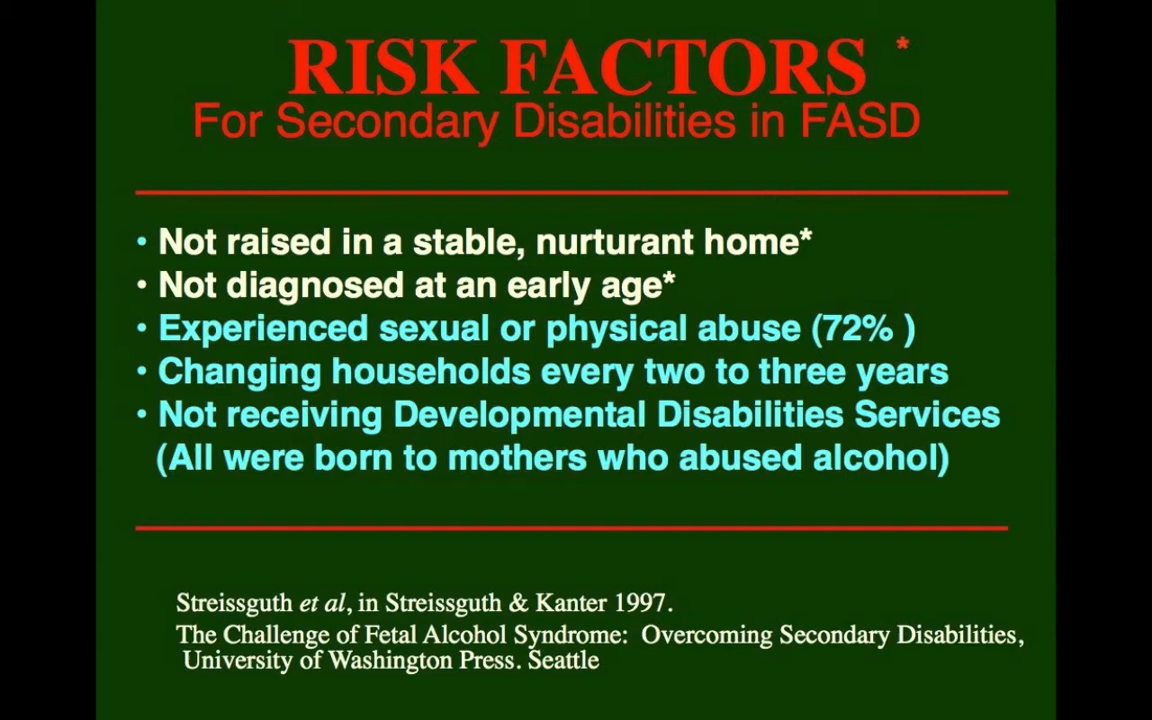 RISK FACTORS *
For Secondary Disabilities in FASD
• Not raised in a stable, nurturant home*
• Not diagnosed at an early age*
• Experienced sexual or physical abuse (72% )
• Changing households every two to three years
• Not receiving Developmental Disabilities Services
(All were born to mothers who abused alcohol)
Streissguth et al, in Streissguth & Kanter 1997.
The Challenge of Fetal Alcohol Syndrome: Overcoming Secondary Disabilities,
University of Washington Press. Seattle